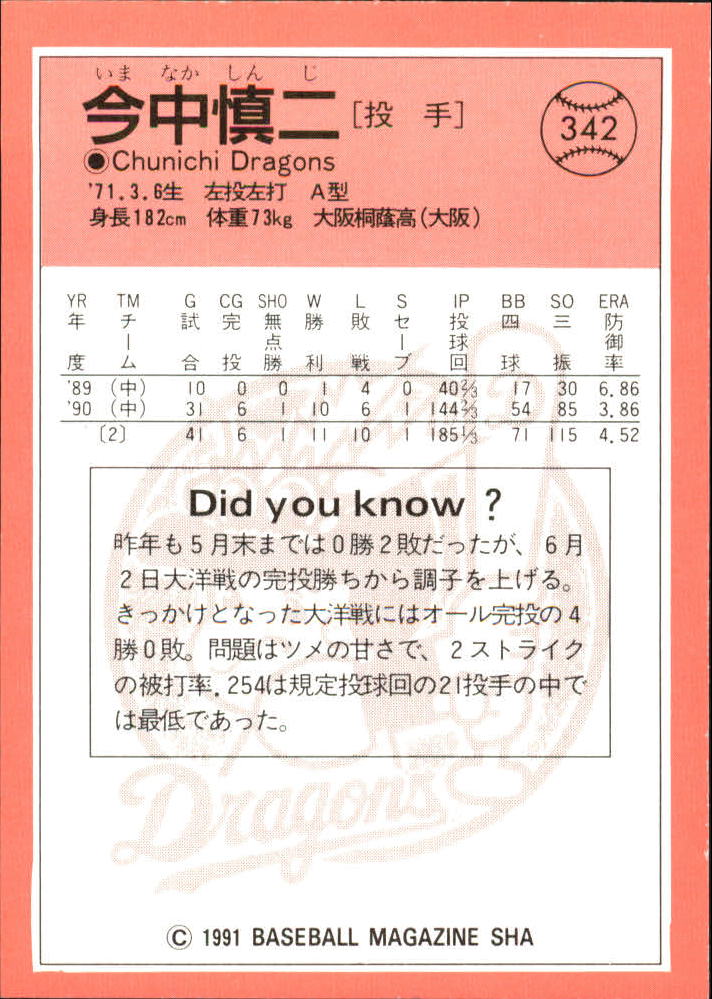 いま なか しん じ
今中慎二 [投 手]
342
●Chunichi Dragons
'71.3.6生 左投左打 A型
身長182cm 体重73kg 大阪桐蔭高(大阪)
YR TM G CG SHO W L S IP BB SO ERA
年度 チーム 試合 完投 無点勝 勝利 敗戦 セーブ 投球回 四球 三振 防御率
'89 (中) 10 0 0 1 4 0 40⅔ 17 30 6.86
'90 (中) 31 6 1 10 6 1 144⅔ 54 85 3.86
〔2〕 41 6 1 11 10 1 185⅓ 71 115 4.52
Did you know ?
昨年も5月末までは0勝2敗だったが、6月
2日大洋戦の完投勝ちから調子を上げる。
きっかけとなった大洋戦にはオール完投の4
勝0敗。問題はツメの甘さで、2ストライク
の被打率.254は規定投球回の21投手の中で
は最低であった。
Dragons
© 1991 BASEBALL MAGAZINE SHA